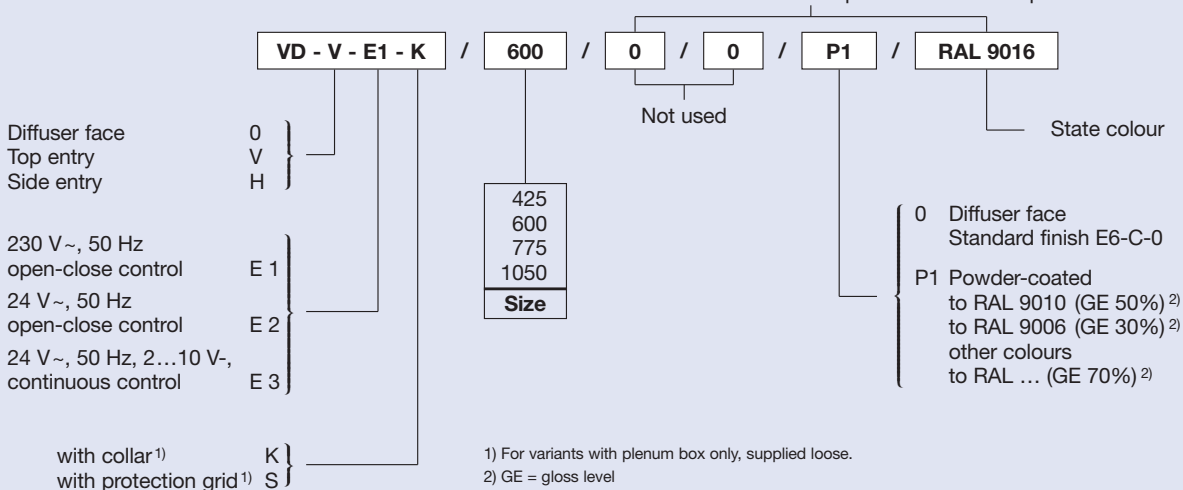 VD - V - E1 - K / 600 / 0 / 0 / P1 / RAL 9016
Not used
State colour
Diffuser face 0
Top entry V
Side entry H
230 V~, 50 Hz
open-close control E 1
24 V~, 50 Hz
open-close control E 2
24 V~, 50 Hz, 2…10 V-,
continuous control E 3
with collar 1) K
with protection grid 1) S
425
600
775
1050
Size
0 Diffuser face
Standard finish E6-C-0
P1 Powder-coated
to RAL 9010 (GE 50%) 2)
to RAL 9006 (GE 30%) 2)
other colours
to RAL … (GE 70%) 2)
1) For variants with plenum box only, supplied loose.
2) GE = gloss level